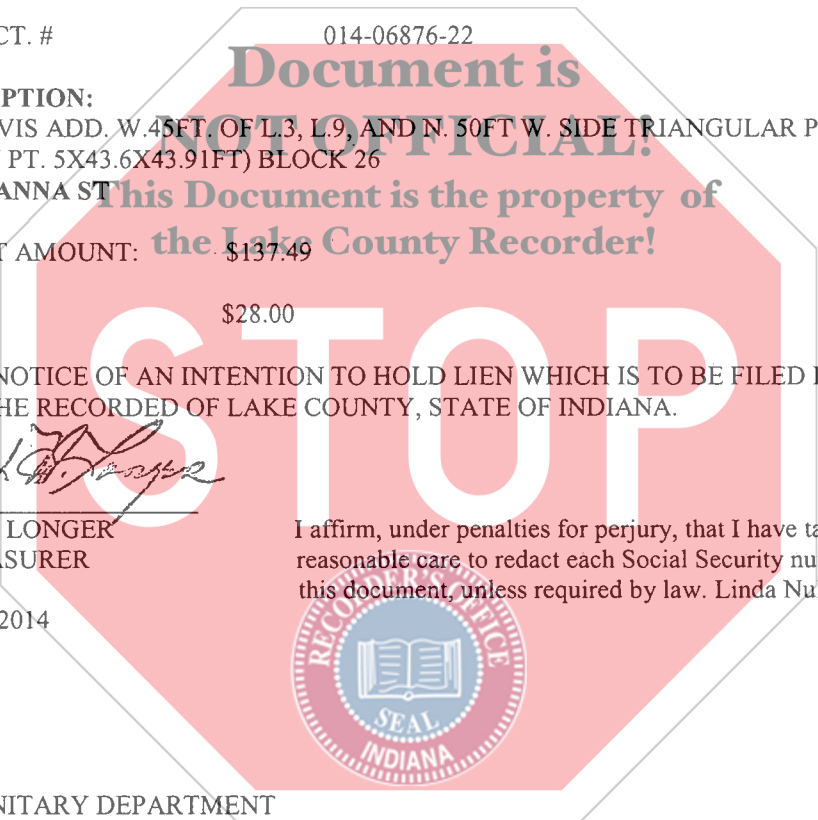 CT. # 014-06876-22
Document is
PTION:
NOT OFFICIAL!
VIS ADD. W.45FT. OF L.3, L.9, AND N. 50FT W. SIDE TRIANGULAR P
PT. 5X43.6X43.91FT) BLOCK 26
ANNA ST
This Document is the property of
T AMOUNT: $137.49
the Lake County Recorder!
$28.00
STOP
NOTICE OF AN INTENTION TO HOLD LIEN WHICH IS TO BE FILED
HE RECORDED OF LAKE COUNTY, STATE OF INDIANA.
LONGER
SURER
I affirm, under penalties for perjury, that I have ta
reasonable care to redact each Social Security nu
this document, unless required by law. Linda Nu
2014
RECORDER'S OFFICE
SEAL
INDIANA
NITARY DEPARTMENT